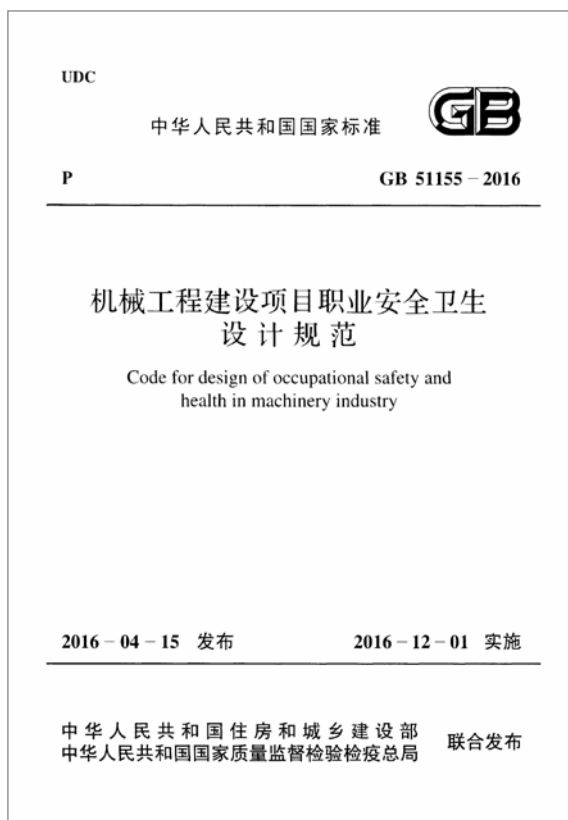 UDC
GB
中华人民共和国国家标准
P
GB 51155－2016
机械工程建设项目职业安全卫生
设计规范
Code for design of occupational safety and
health in machinery industry
2016－04－15 发布
2016－12－01 实施
中华人民共和国住房和城乡建设部
中华人民共和国国家质量监督检验检疫总局
联合发布